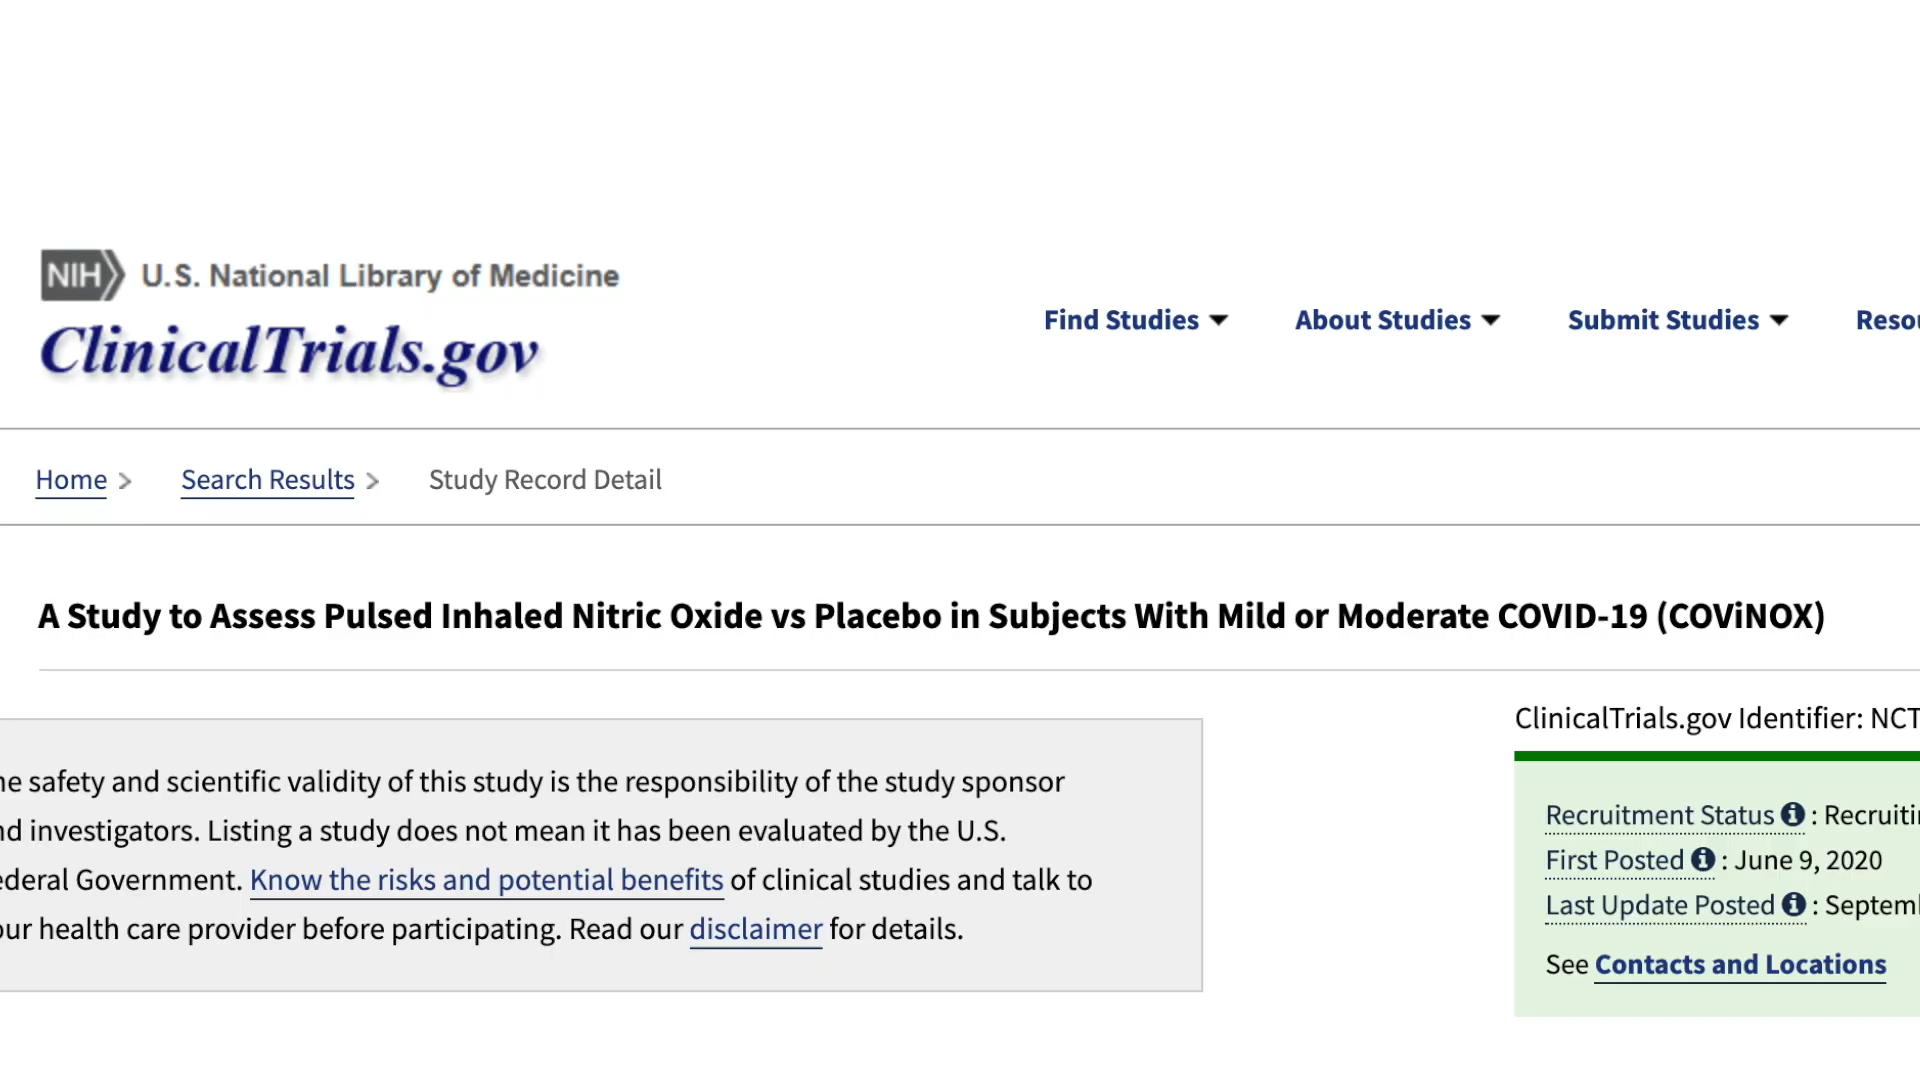 NIH U.S. National Library of Medicine
ClinicalTrials.gov
Find Studies About Studies Submit Studies
Home > Search Results > Study Record Detail
A Study to Assess Pulsed Inhaled Nitric Oxide vs Placebo in Subjects With Mild or Moderate COVID-19 (COViNOX)
safety and scientific validity of this study is the responsibility of the study sponsor
investigators. Listing a study does not mean it has been evaluated by the U.S.
Government. Know the risks and potential benefits of clinical studies and talk to
health care provider before participating. Read our disclaimer for details.
ClinicalTrials.gov Identifier: NCT
Recruitment Status :
First Posted : June 9, 2020
Last Update Posted :
See Contacts and Locations